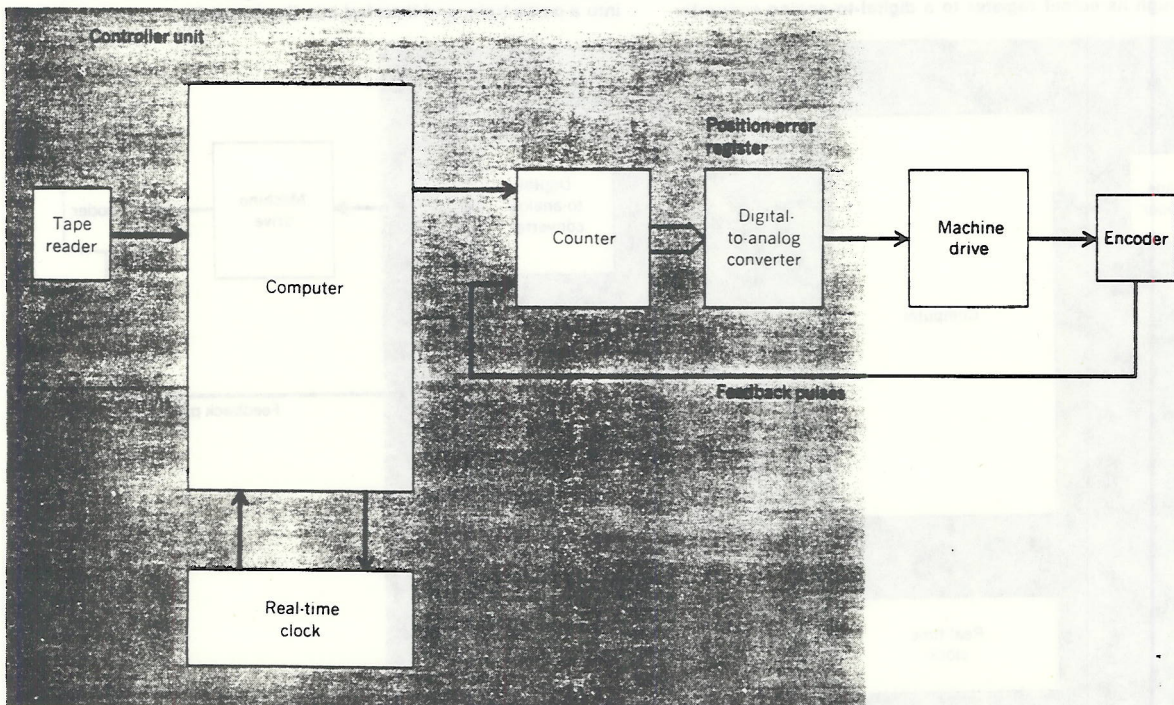 Controller unit
Tape
reader
Computer
Real-time
clock
Counter
Position-error
register
Digital-
to-analog
converter
Machine
drive
Encoder
Feedback pulses